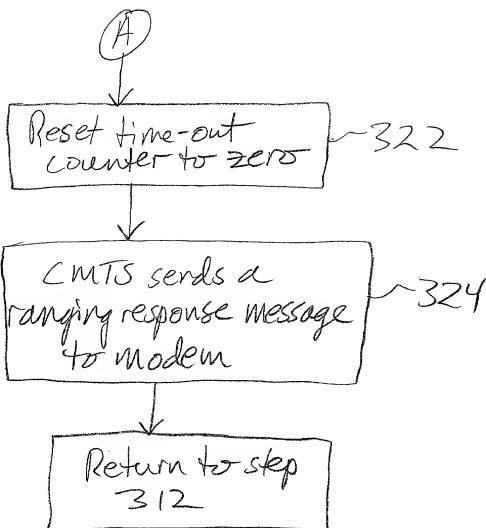 A
Reset time-out
counter to zero
322
CMTS sends a
ranging response message
to modem
324
Return to step
312